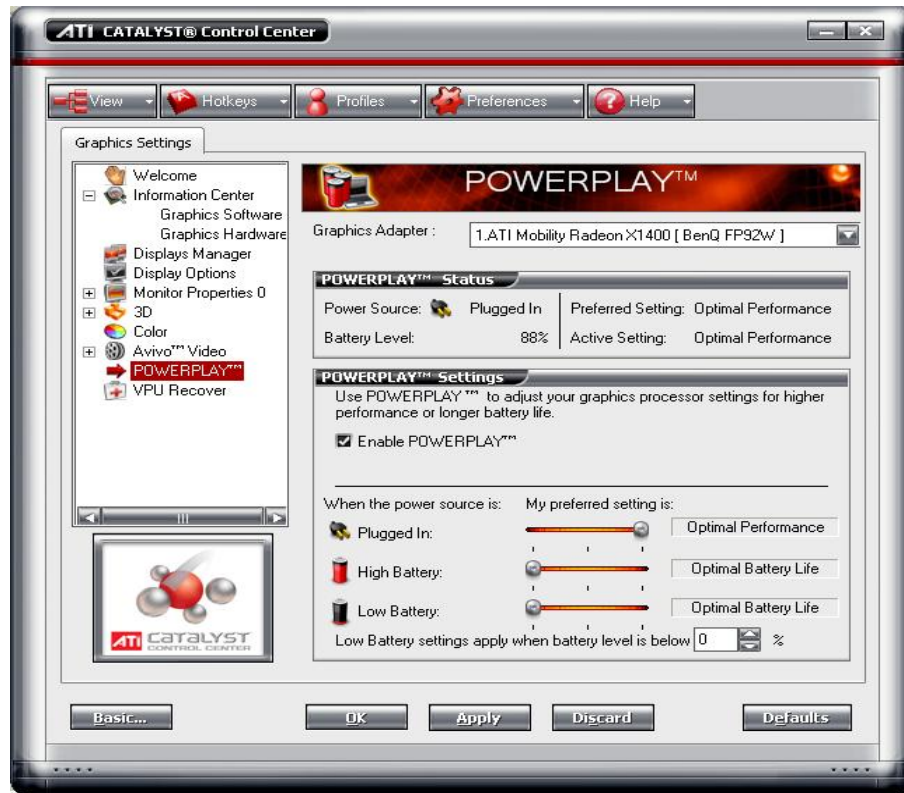 ATI CATALYST® Control Center
View
Hotkeys
Profiles
Preferences
Help
Graphics Settings
Welcome
Information Center
Graphics Software
Graphics Hardware
Displays Manager
Display Options
Monitor Properties 0
3D
Color
Avivo™ Video
POWERPLAY™
VPU Recover
ATI CATALYST
CONTROL CENTER
POWERPLAY™
Graphics Adapter :
1.ATI Mobility Radeon X1400 [ BenQ FP92W ]
POWERPLAY™ Status
Power Source: Plugged In
Preferred Setting: Optimal Performance
Battery Level: 88%
Active Setting: Optimal Performance
POWERPLAY™ Settings
Use POWERPLAY™ to adjust your graphics processor settings for higher
performance or longer battery life.
Enable POWERPLAY™
When the power source is: My preferred setting is:
Plugged In: Optimal Performance
High Battery: Optimal Battery Life
Low Battery: Optimal Battery Life
Low Battery settings apply when battery level is below 0 %
Basic...
OK
Apply
Discard
Defaults